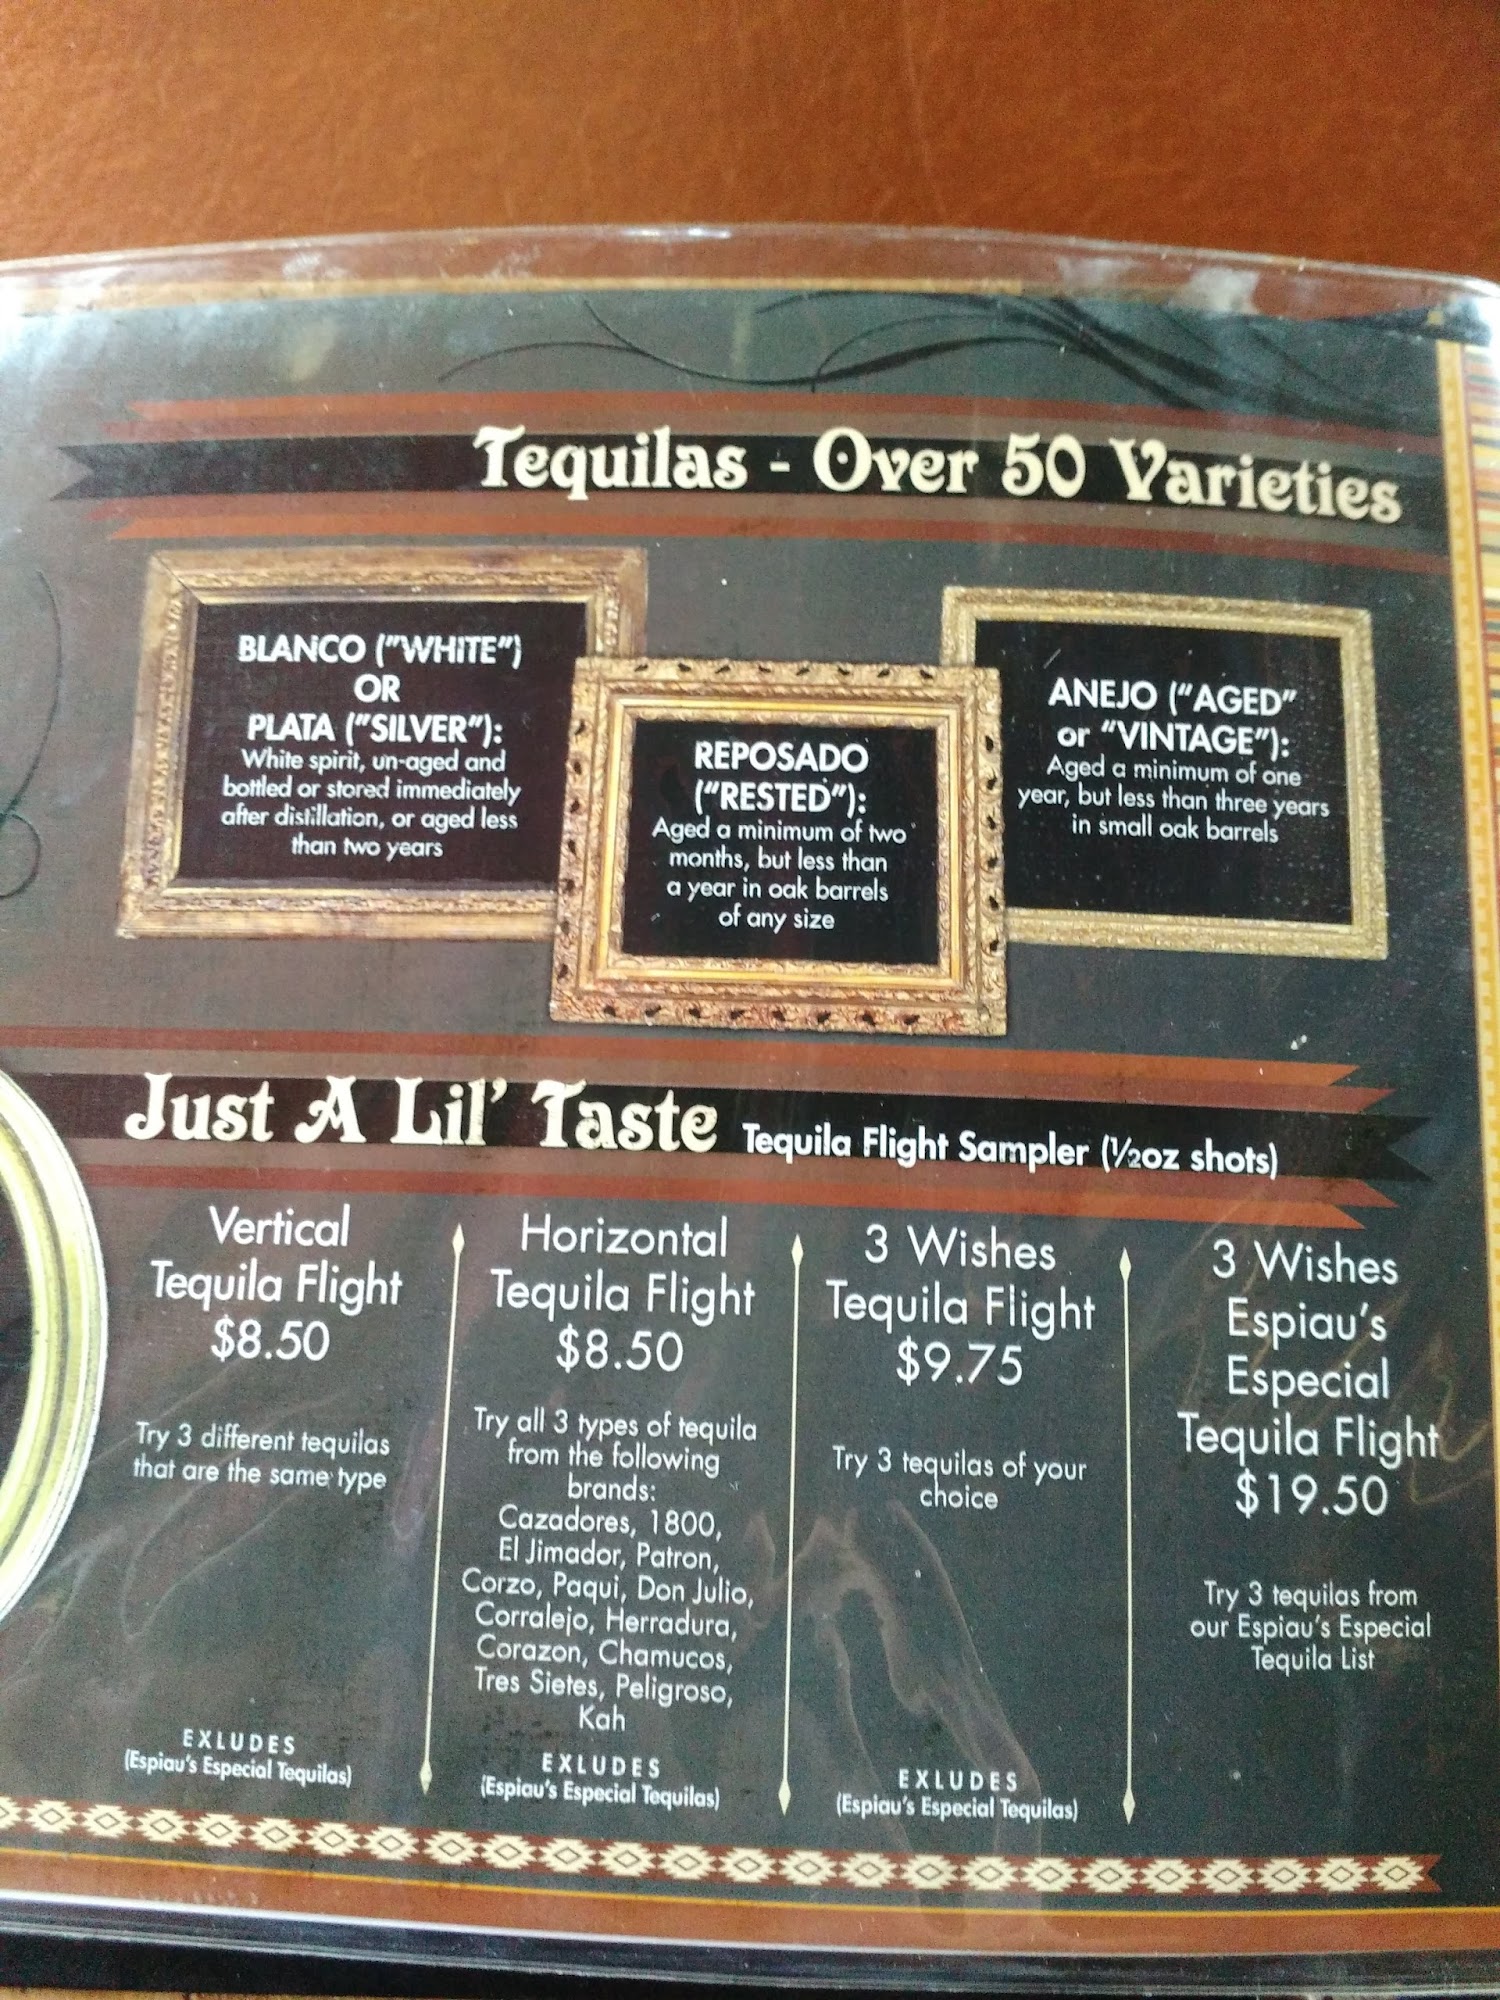 Tequilas - Over 50 Varieties
BLANCO ("WHITE")
OR
PLATA ("SILVER"):
White spirit, un-aged and
bottled or stored immediately
after distillation, or aged less
than two years
REPOSADO
("RESTED"):
Aged a minimum of two
months, but less than
a year in oak barrels
of any size
ANEJO ("AGED"
or "VINTAGE"):
Aged a minimum of one
year, but less than three years
in small oak barrels
Just A Lil' Taste Tequila Flight Sampler (½oz shots)
Vertical
Tequila Flight
$8.50
Try 3 different tequilas
that are the same type
EXLUDES
(Espiau's Especial Tequilas)
Horizontal
Tequila Flight
$8.50
Try all 3 types of tequila
from the following
brands:
Cazadores, 1800,
El Jimador, Patron,
Corzo, Paqui, Don Julio,
Corralejo, Herradura,
Corazon, Chamucos,
Tres Sietes, Peligroso,
Kah
EXLUDES
(Espiau's Especial Tequilas)
3 Wishes
Tequila Flight
$9.75
Try 3 tequilas of your
choice
EXLUDES
(Espiau's Especial Tequilas)
3 Wishes
Espiau's
Especial
Tequila Flight
$19.50
Try 3 tequilas from
our Espiau's Especial
Tequila List